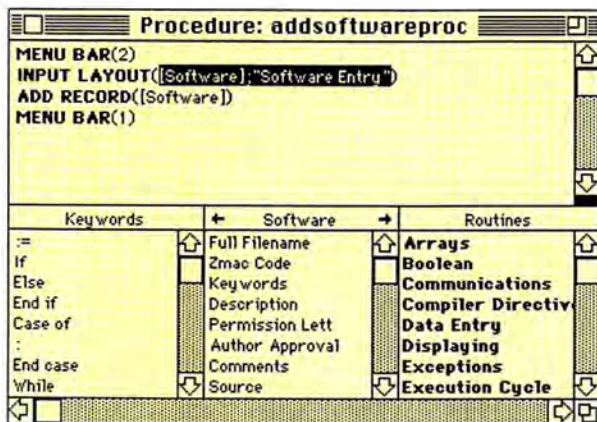 Procedure: addsoftwareproc
MENU BAR(2)
INPUT LAYOUT([Software];"Software Entry")
ADD RECORD([Software])
MENU BAR(1)
Keywords
:=
If
Else
End if
Case of
:
End case
While
← Software →
Full Filename
Zmac Code
Keywords
Description
Permission Lett
Author Approval
Comments
Source
Routines
Arrays
Boolean
Communications
Compiler Directiv
Data Entry
Displaying
Exceptions
Execution Cycle